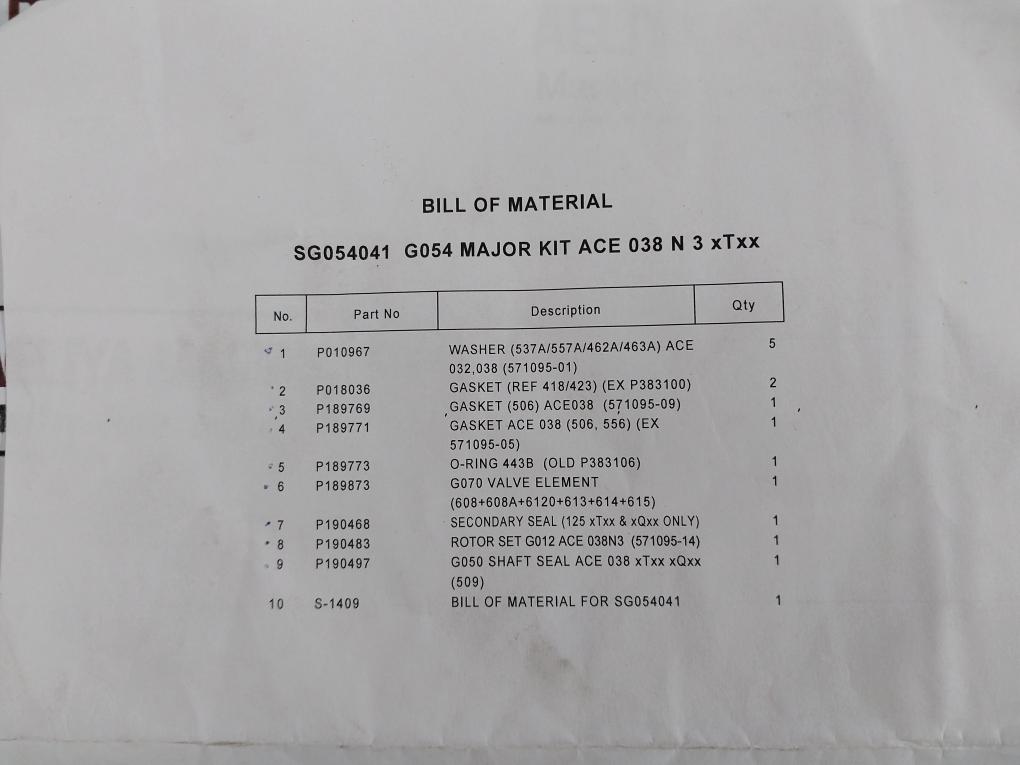 BILL OF MATERIAL
SG054041 G054 MAJOR KIT ACE 038 N 3 xTxx
No. Part No Description Qty
1 P010967 WASHER (537A/557A/462A/463A) ACE 5
032,038 (571095-01)
2 P018036 GASKET (REF 418/423) (EX P383100) 2
3 P189769 GASKET (506) ACE038 (571095-09) 1
4 P189771 GASKET ACE 038 (506, 556) (EX 1
571095-05)
5 P189773 O-RING 443B (OLD P383106) 1
6 P189873 G070 VALVE ELEMENT 1
(608+608A+6120+613+614+615)
7 P190468 SECONDARY SEAL (125 xTxx & xQxx ONLY) 1
8 P190483 ROTOR SET G012 ACE 038N3 (571095-14) 1
9 P190497 G050 SHAFT SEAL ACE 038 xTxx xQxx 1
(509)
10 S-1409 BILL OF MATERIAL FOR SG054041 1